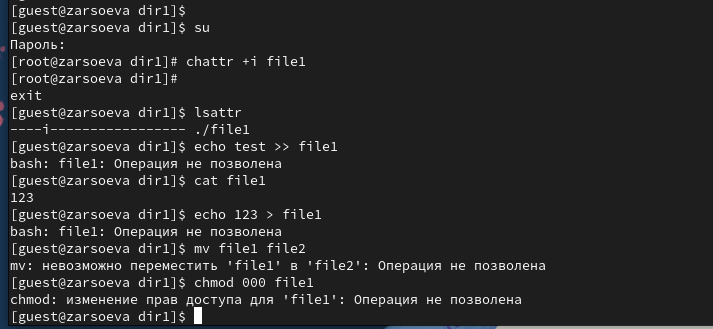 [guest@zarsoeva dir1]$
[guest@zarsoeva dir1]$ su
Пароль:
[root@zarsoeva dir1]# chattr +i file1
[root@zarsoeva dir1]#
exit
[guest@zarsoeva dir1]$ lsattr
----i----------------- ./file1
[guest@zarsoeva dir1]$ echo test >> file1
bash: file1: Операция не позволена
[guest@zarsoeva dir1]$ cat file1
123
[guest@zarsoeva dir1]$ echo 123 > file1
bash: file1: Операция не позволена
[guest@zarsoeva dir1]$ mv file1 file2
mv: невозможно переместить 'file1' в 'file2': Операция не позволена
[guest@zarsoeva dir1]$ chmod 000 file1
chmod: изменение прав доступа для 'file1': Операция не позволена
[guest@zarsoeva dir1]$